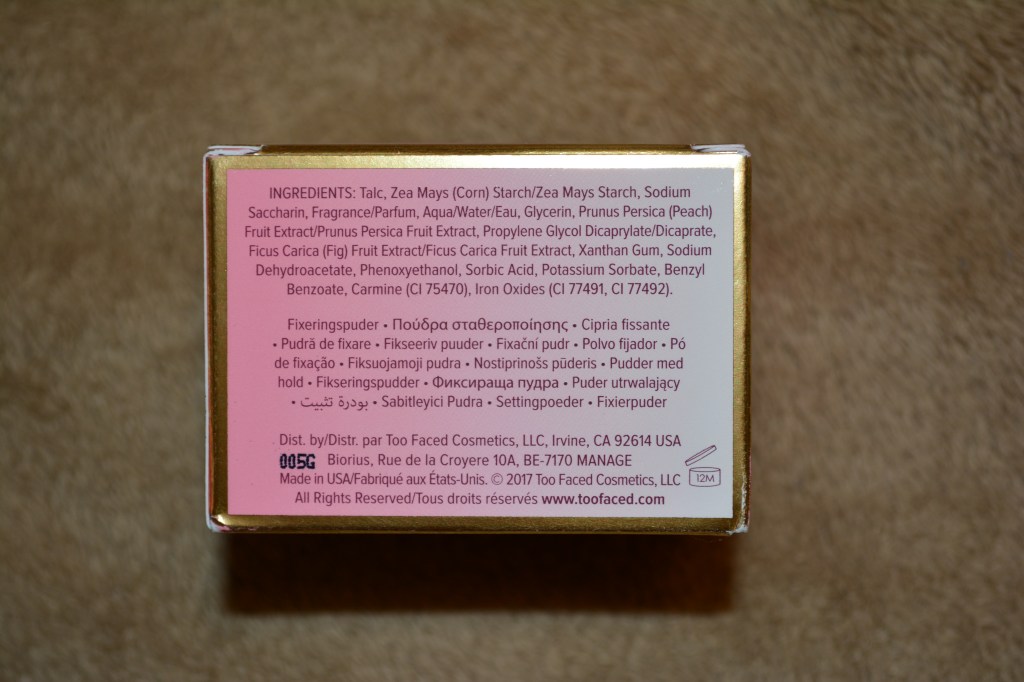 INGREDIENTS: Talc, Zea Mays (Corn) Starch/Zea Mays Starch, Sodium
Saccharin, Fragrance/Parfum, Aqua/Water/Eau, Glycerin, Prunus Persica (Peach)
Fruit Extract/Prunus Persica Fruit Extract, Propylene Glycol Dicaprylate/Dicaprate,
Ficus Carica (Fig) Fruit Extract/Ficus Carica Fruit Extract, Xanthan Gum, Sodium
Dehydroacetate, Phenoxyethanol, Sorbic Acid, Potassium Sorbate, Benzyl
Benzoate, Carmine (CI 75470), Iron Oxides (CI 77491, CI 77492).
Fixeringspuder • Πούδρα σταθεροποίησης • Cipria fissante
• Pudră de fixare • Fikseeriv puuder • Fixační pudr • Polvo fijador • Pó
de fixação • Fiksuojamoji pudra • Nostiprinošs pūderis • Pudder med
hold • Fikseringspudder • Фиксираща пудра • Puder utrwalający
• بودرة تثبيت • Sabitleyici Pudra • Settingpoeder • Fixierpuder
Dist. by/Distr. par Too Faced Cosmetics, LLC, Irvine, CA 92614 USA
005G Biorius, Rue de la Croyere 10A, BE-7170 MANAGE
Made in USA/Fabriqué aux États-Unis. © 2017 Too Faced Cosmetics, LLC
All Rights Reserved/Tous droits réservés www.toofaced.com
12M